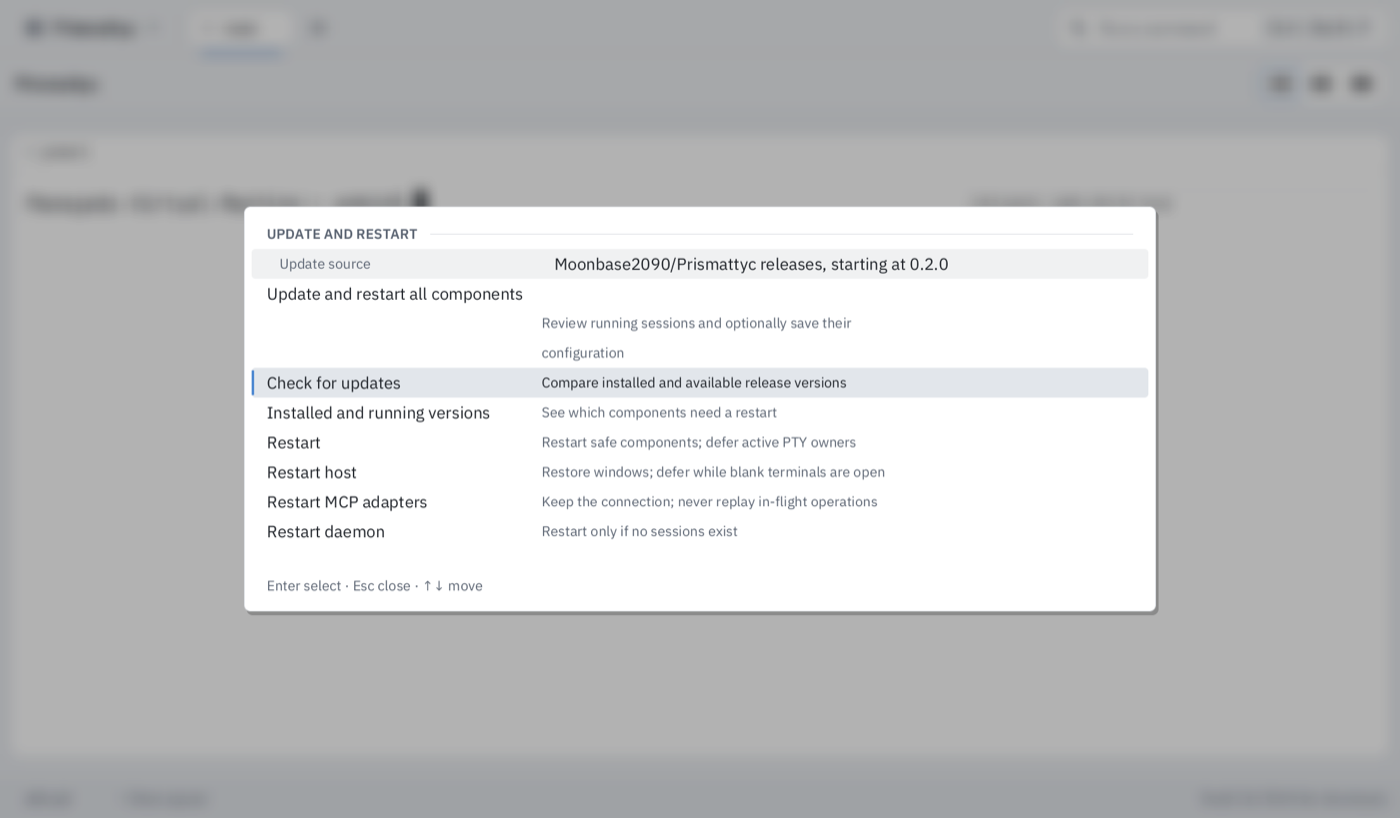 UPDATE AND RESTART
Update source Moonbase2090/Prismattyc releases, starting at 0.2.0
Update and restart all components
Review running sessions and optionally save their
configuration
Check for updates Compare installed and available release versions
Installed and running versions See which components need a restart
Restart Restart safe components; defer active PTY owners
Restart host Restore windows; defer while blank terminals are open
Restart MCP adapters Keep the connection; never replay in-flight operations
Restart daemon Restart only if no sessions exist
Enter select · Esc close · ↑↓ move